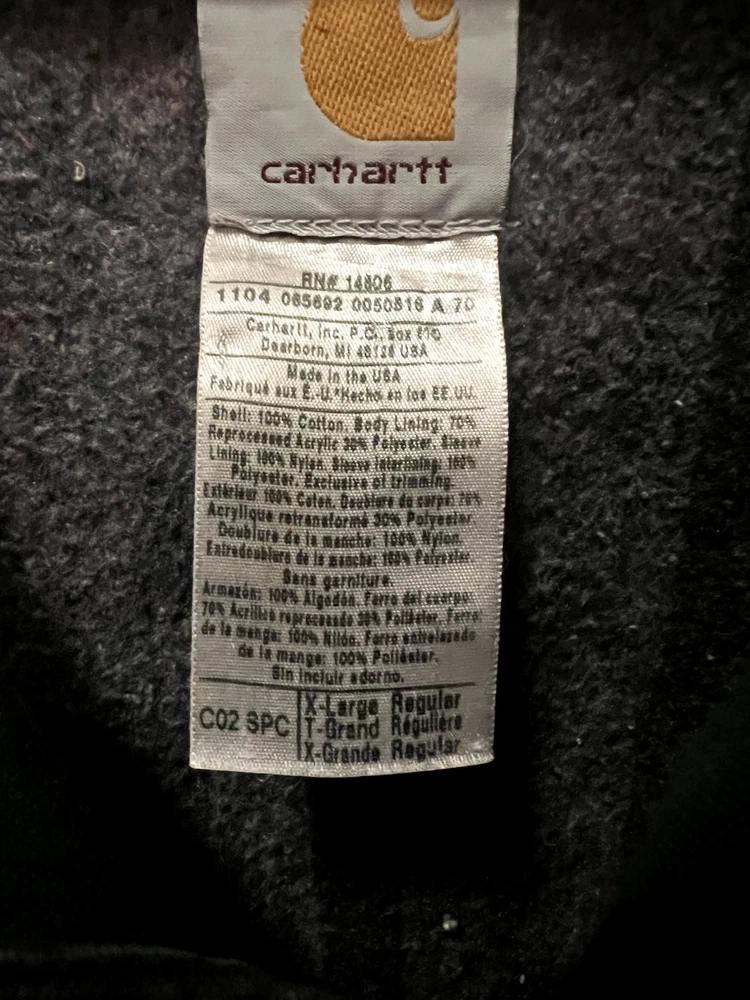 carhartt
RN# 14806
1104 065692 0050516 A 70
Carhartt, Inc. P.O. Box
Dearborn, MI USA
Made in the USA
Fabriqué aux É.-U.*Hecho en los EE.UU.
Shell: 100% Cotton. Body Lining: 70%
Reprocessed Acrylic 30% Polyester. Sleeve
Lining: 100% Nylon. Sleeve interlining: 100%
Polyester. Exclusive of trimming.
Extérieur 100% Coton. Doublure du corps: 70%
Acrylique retransformé 30% Polyester.
Doublure de la manche: 100% Nylon.
Entredoublure de la manche: 100% Polyester.
Sans garniture.
Armazón: 100% Algodón. Forro del cuerpo:
70% Acrílico reprocesado 30% Poliéster. Forro
de la manga: 100% Nilón. Forro entrelazado
de la manga: 100% Poliéster.
Sin incluir adorno.
C02 SPC
X-Large Regular
T-Grand Régulière
X-Grande Regular